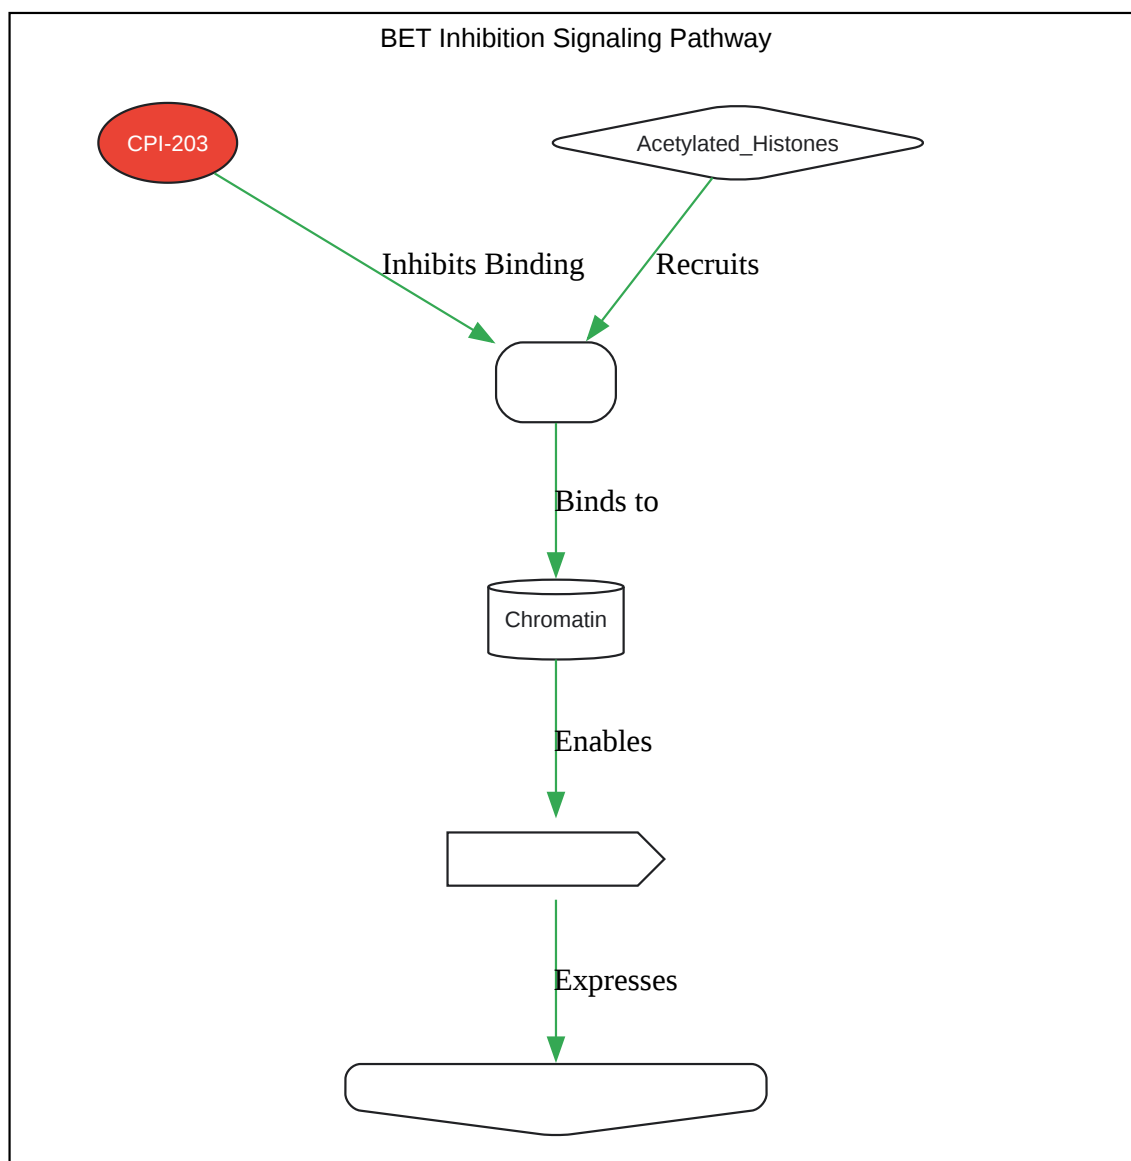 BET Inhibition Signaling Pathway
CPI-203
Acetylated_Histones
Inhibits Binding
Recruits
Binds to
Chromatin
Enables
Expresses